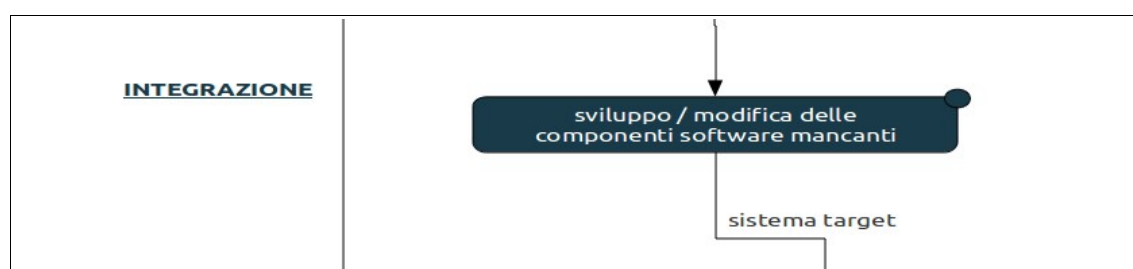 INTEGRAZIONE
sviluppo / modifica delle
componenti software mancanti
sistema target